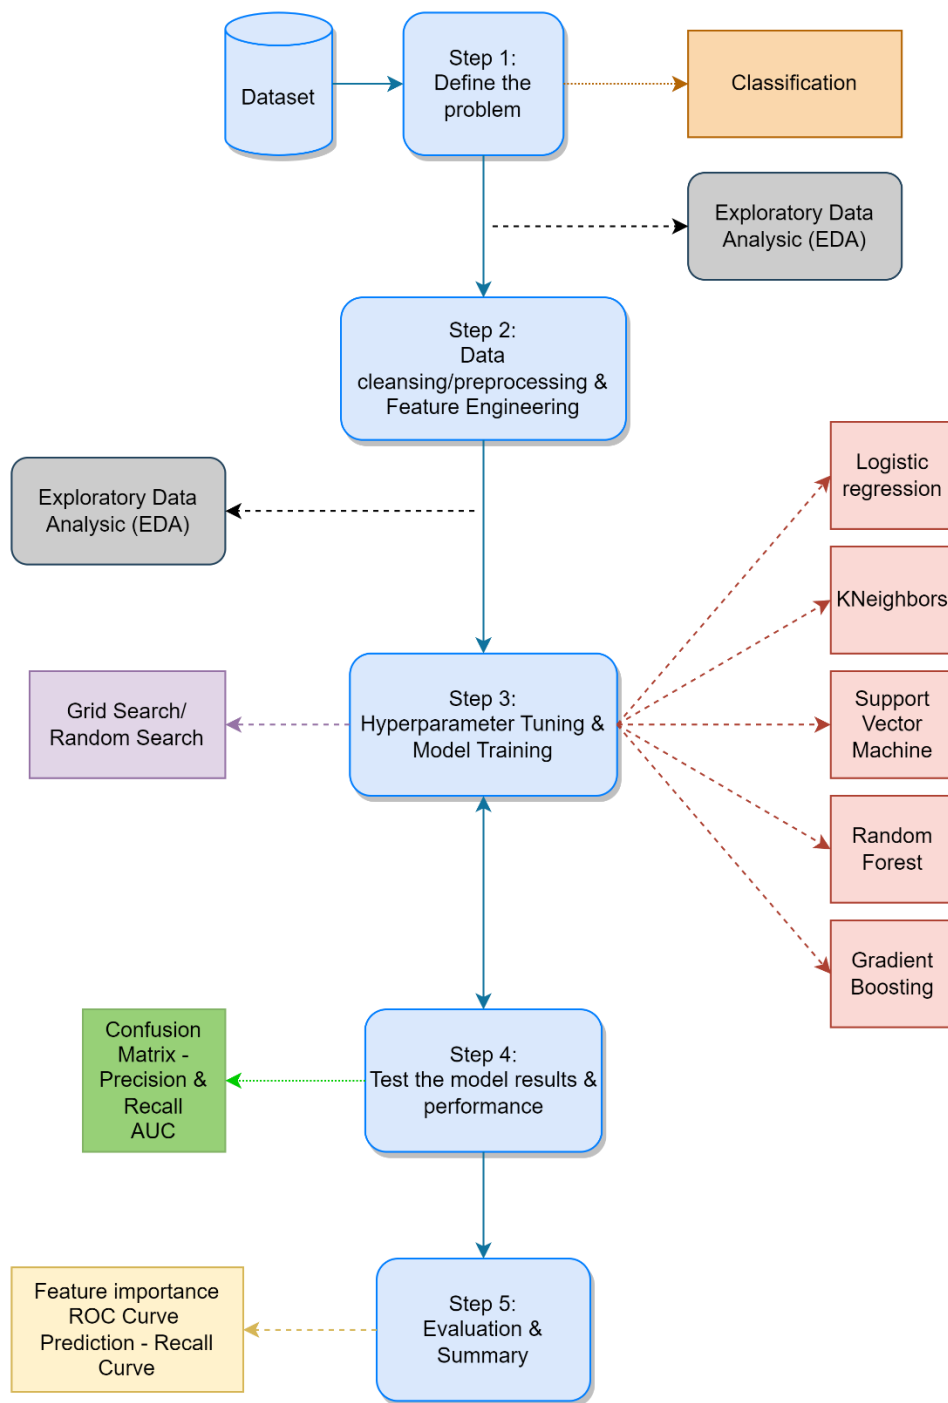 Dataset
Step 1:
Define the
problem
Classification
Exploratory Data
Analysic (EDA)
Step 2:
Data
cleansing/preprocessing &
Feature Engineering
Exploratory Data
Analysic (EDA)
Logistic
regression
KNeighbors
Grid Search/
Random Search
Step 3:
Hyperparameter Tuning &
Model Training
Support
Vector
Machine
Random
Forest
Gradient
Boosting
Confusion
Matrix -
Precision &
Recall
AUC
Step 4:
Test the model results &
performance
Feature importance
ROC Curve
Prediction - Recall
Curve
Step 5:
Evaluation &
Summary